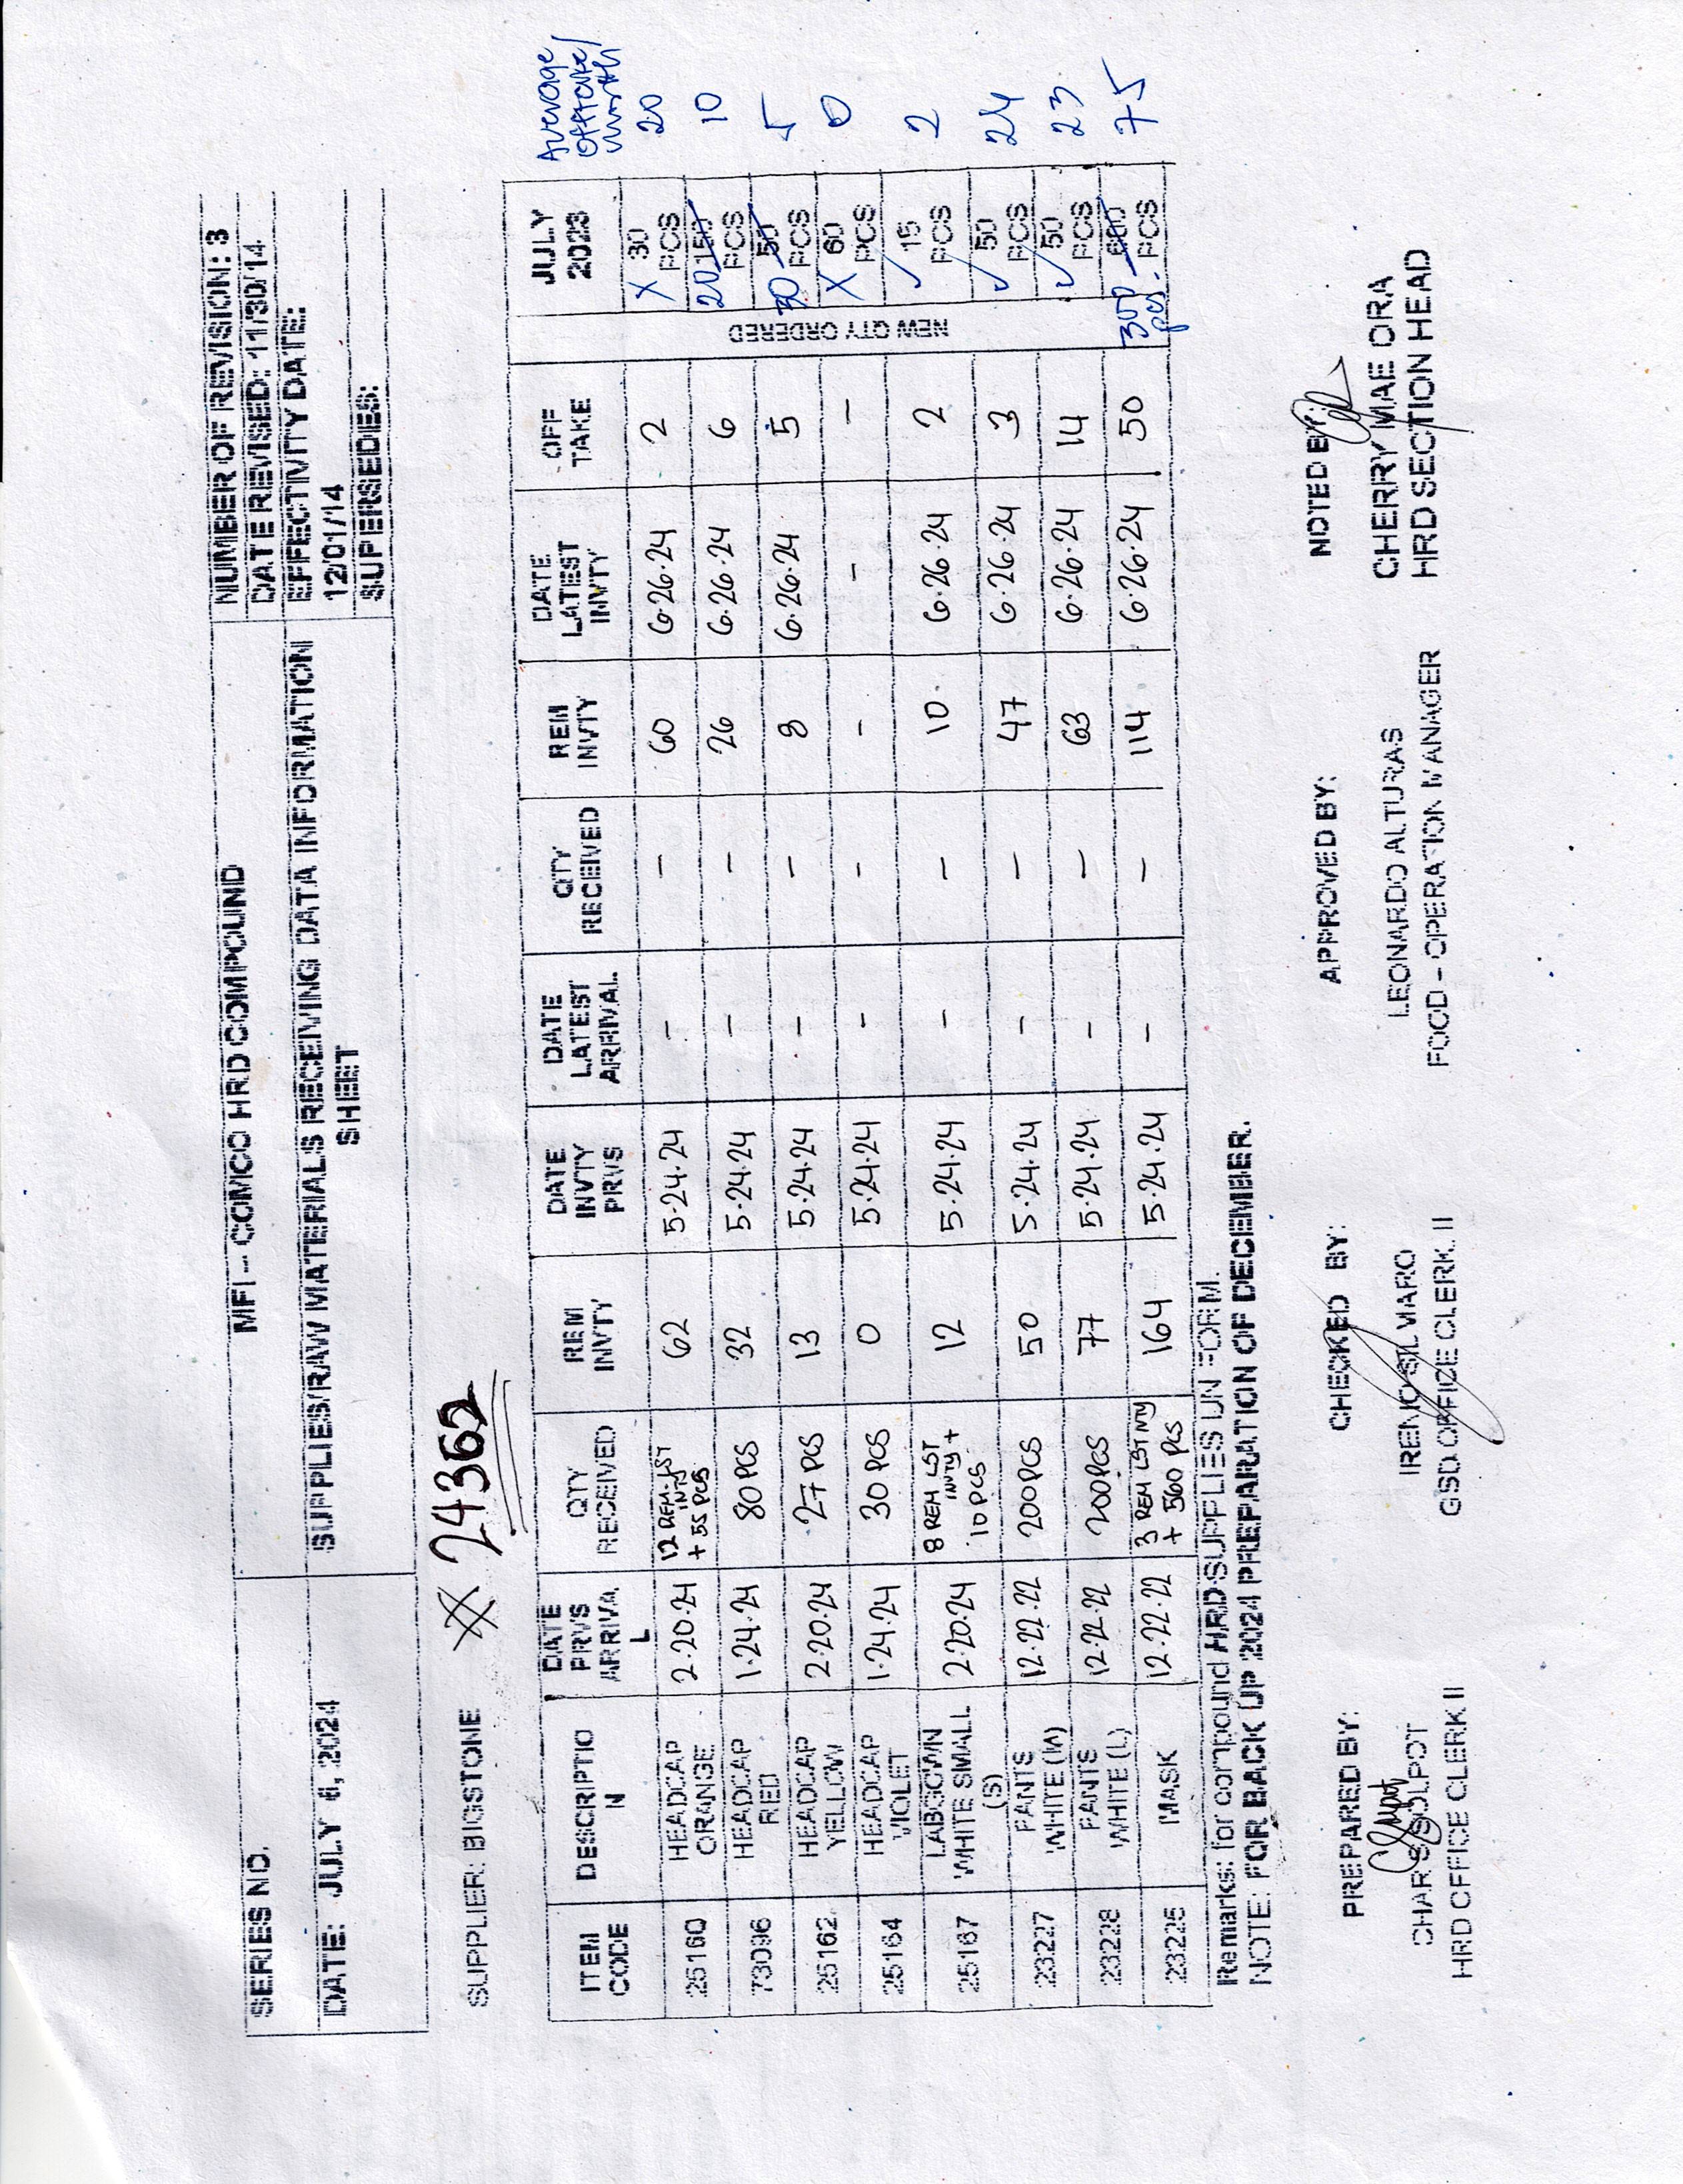 SERIES NO.
MFI – COMCO HRD COMPOUND
NUMBER OF REVISION: 3
DATE REVISED: 11/30/14
DATE: JULY 6, 2024
SUPPLIES/RAW MATERIALS RECEIVING DATA INFORMATION
SHEET
EFFECTIVITY DATE:
12/01/14
SUPERSEDES:
SUPPLIER: BIGSTONE
# 24362
Average
Offtake/
month
ITEM CODE DESCRIPTIO N DATE PRVS ARRIVA L QTY RECEIVED REM INVTY DATE INVTY PRVS DATE LATEST ARRIVAL QTY RECEIVED REM INVTY DATE LATEST INVTY OFF TAKE NEW QTY ORDERED JULY 2023
25160 HEADCAP ORANGE 2·20·24 12 REM. LST INTY + 55 PCS 62 5·24·24 – – 60 6·26·24 2 X 30 PCS 20
73096 HEADCAP RED 1·24·24 80 PCS 32 5·24·24 – – 26 6·26·24 6 20 150 PCS 10
25162 HEADCAP YELLOW 2·20·24 27 PCS 13 5·24·24 – – 8 6·26·24 5 30 50 PCS 5
25164 HEADCAP VIOLET 1·24·24 30 PCS 0 5·24·24 – – – – – X 60 PCS 0
25167 LABGOWN WHITE SMALL (S) 2·20·24 8 REM LST INVTY + 10 PCS 12 5·24·24 – – 10 6·26·24 2 ✓ 15 PCS 2
23227 PANTS WHITE (M) 12·22·22 200 PCS 50 5·24·24 – – 47 6·26·24 3 ✓ 50 PCS 24
23228 PANTS WHITE (L) 12·22·22 200 PCS 77 5·24·24 – – 63 6·26·24 14 ✓ 50 PCS 23
23225 MASK 12·22·22 3 REM LST INTY + 560 PCS 164 5·24·24 – – 114 6·26·24 50 300 pcs. PCS 75
Remarks: for compound HRD SUPPLIES UNIFORM.
NOTE: FOR BACK UP 2024 PREPARATION OF DECEMBER.
PREPARED BY: CHECKED BY: APPROVED BY: NOTED BY:
SOLPOT LEONARDO ALTURAS CHERRY MAE ORA
HRD OFFICE CLERK II GSD OFFICE CLERK II FOOD – OPERATION MANAGER HRD SECTION HEAD